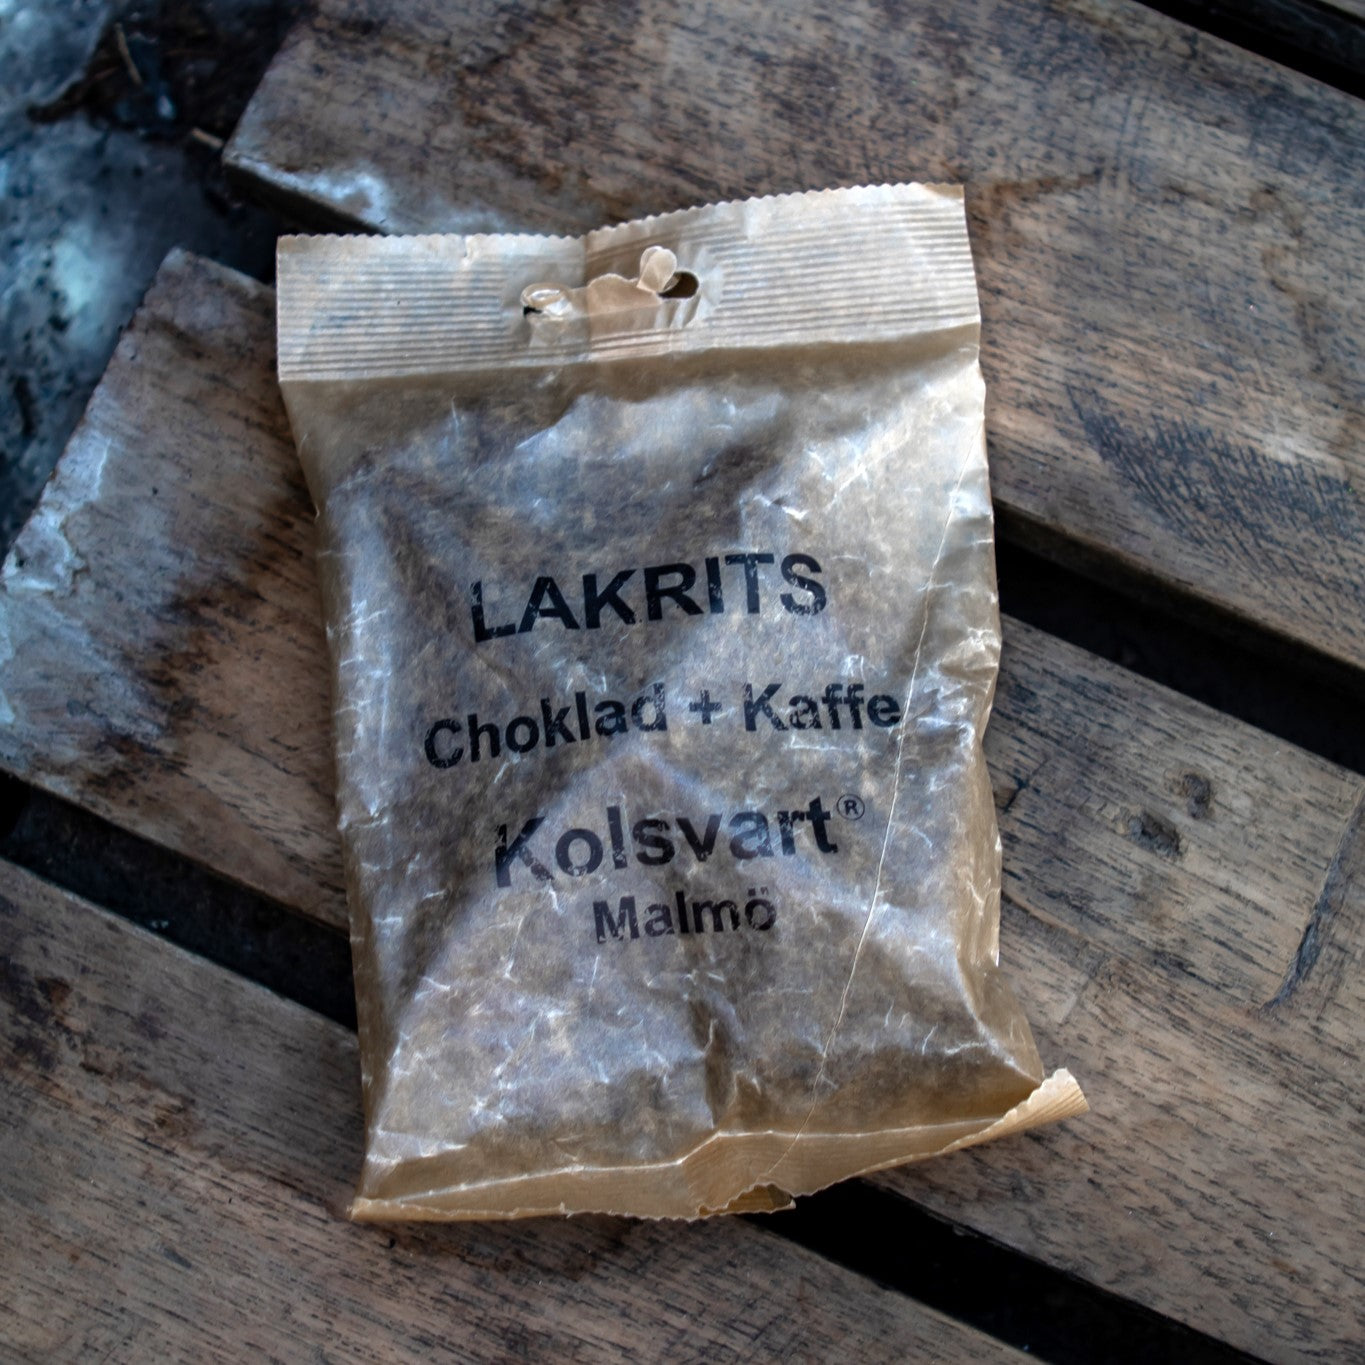 LAKRITS
Choklad + Kaffe
Kolsvart®
Malmö